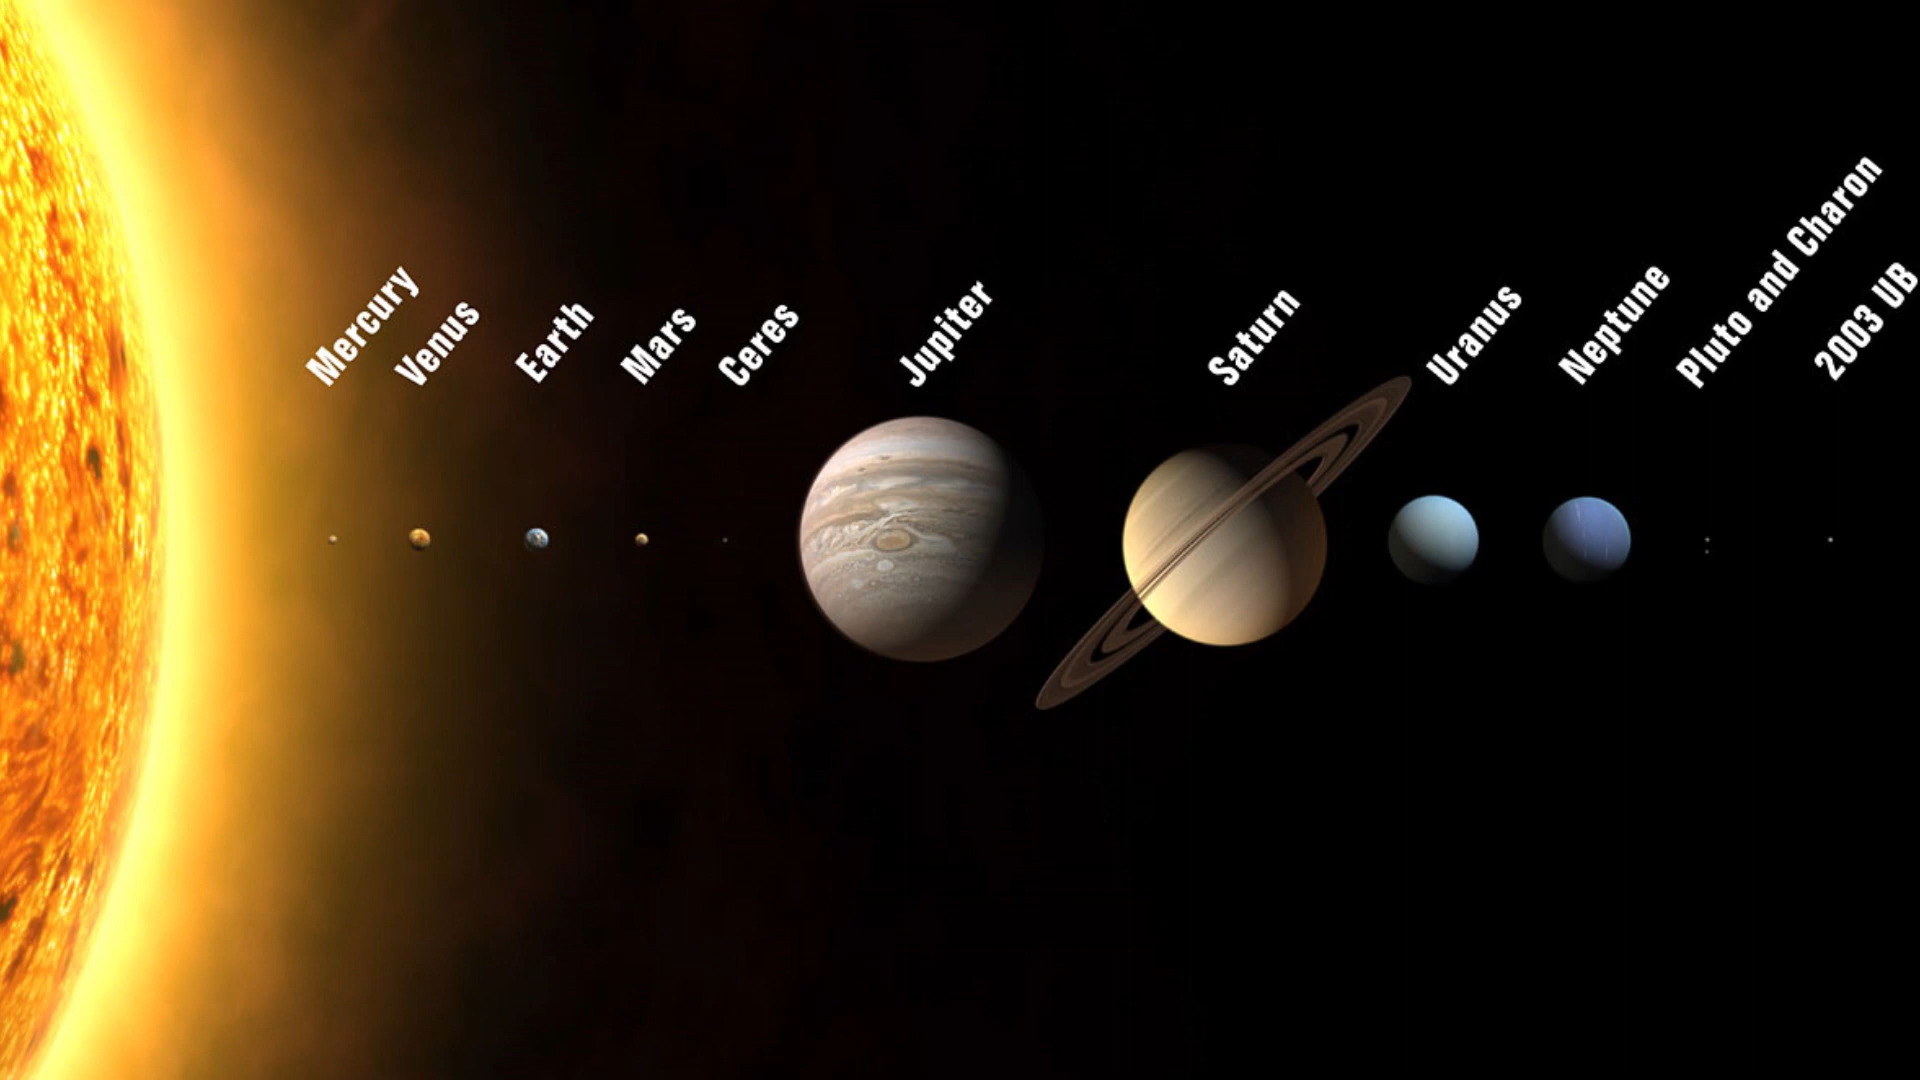 Mercury
Venus
Earth
Mars
Ceres
Jupiter
Saturn
Uranus
Neptune
Pluto and Charon
2003 UB